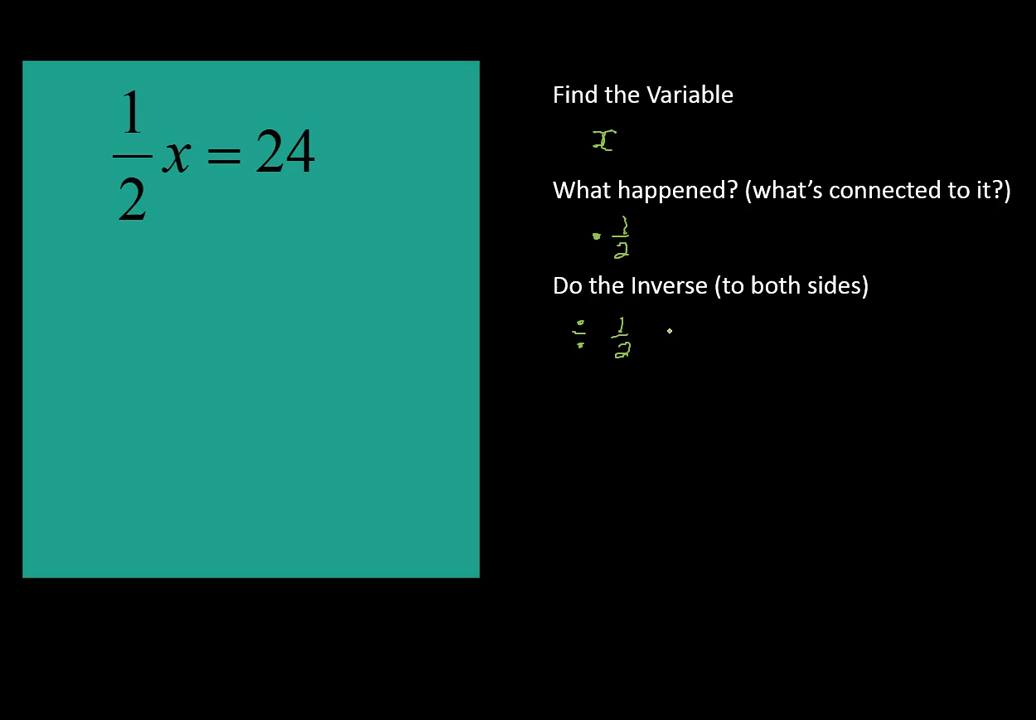 1/2 x = 24
Find the Variable
x
What happened? (what's connected to it?)
· 1/2
Do the Inverse (to both sides)
÷ 1/2